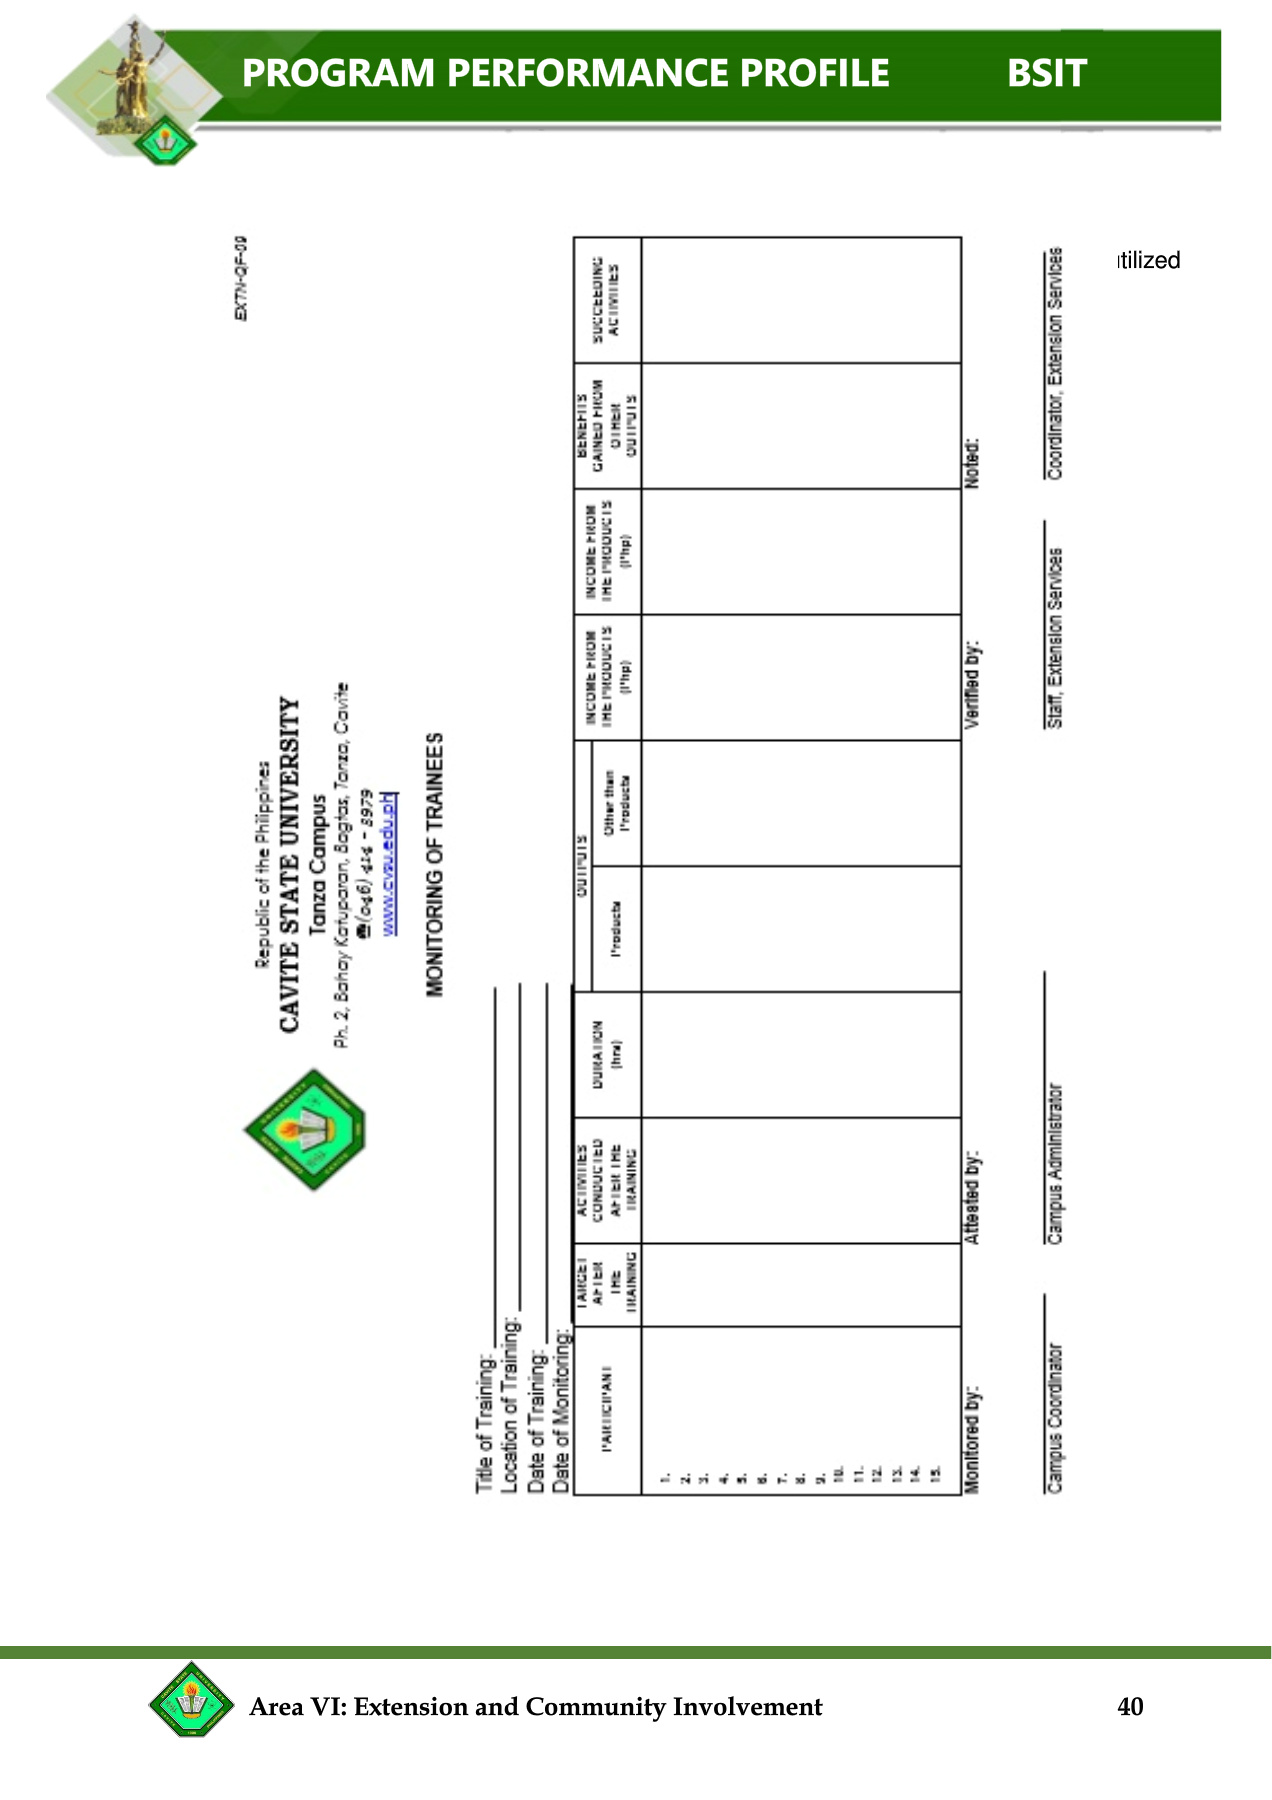 PROGRAM PERFORMANCE PROFILE BSIT
tilized
EXTN-QF-09
Republic of the Philippines
CAVITE STATE UNIVERSITY
Tanza Campus
Ph. 2, Bahay Katuparan, Bagtas, Tanza, Cavite
☎(046) 414 - 3979
www.cvsu.edu.ph
MONITORING OF TRAINEES
Title of Training:
Location of Training:
Date of Training:
Date of Monitoring:
PARTICIPANT
TARGET
AFTER
THE
TRAINING
ACTIVITIES
CONDUCTED
AFTER THE
TRAINING
DURATION
(hrs)
OUTPUTS
Products
Other than
Products
INCOME FROM
THE PRODUCTS
(Php)
INCOME FROM
THE PRODUCTS
(Php)
BENEFITS
GAINED FROM
OTHER
OUTPUTS
SUCCEEDING
ACTIVITIES
1.
2.
3.
4.
5.
6.
7.
8.
9.
10.
11.
12.
13.
14.
15.
Monitored by: Attested by: Verified by: Noted:
Campus Coordinator Campus Administrator Staff, Extension Services Coordinator, Extension Services
Area VI: Extension and Community Involvement 40